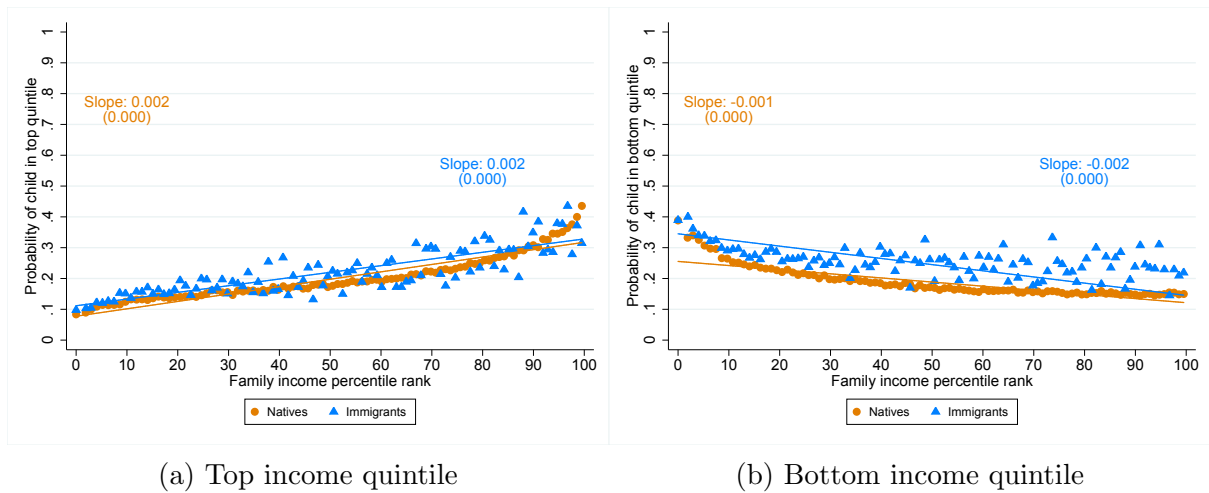 Probability of child in top quintile
1
.9
.8
.7
.6
.5
.4
.3
.2
.1
0
Slope: 0.002
(0.000)
Slope: 0.002
(0.000)
0 10 20 30 40 50 60 70 80 90 100
Family income percentile rank
Natives Immigrants
(a) Top income quintile
Probability of child in bottom quintile
1
.9
.8
.7
.6
.5
.4
.3
.2
.1
0
Slope: -0.001
(0.000)
Slope: -0.002
(0.000)
0 10 20 30 40 50 60 70 80 90 100
Family income percentile rank
Natives Immigrants
(b) Bottom income quintile